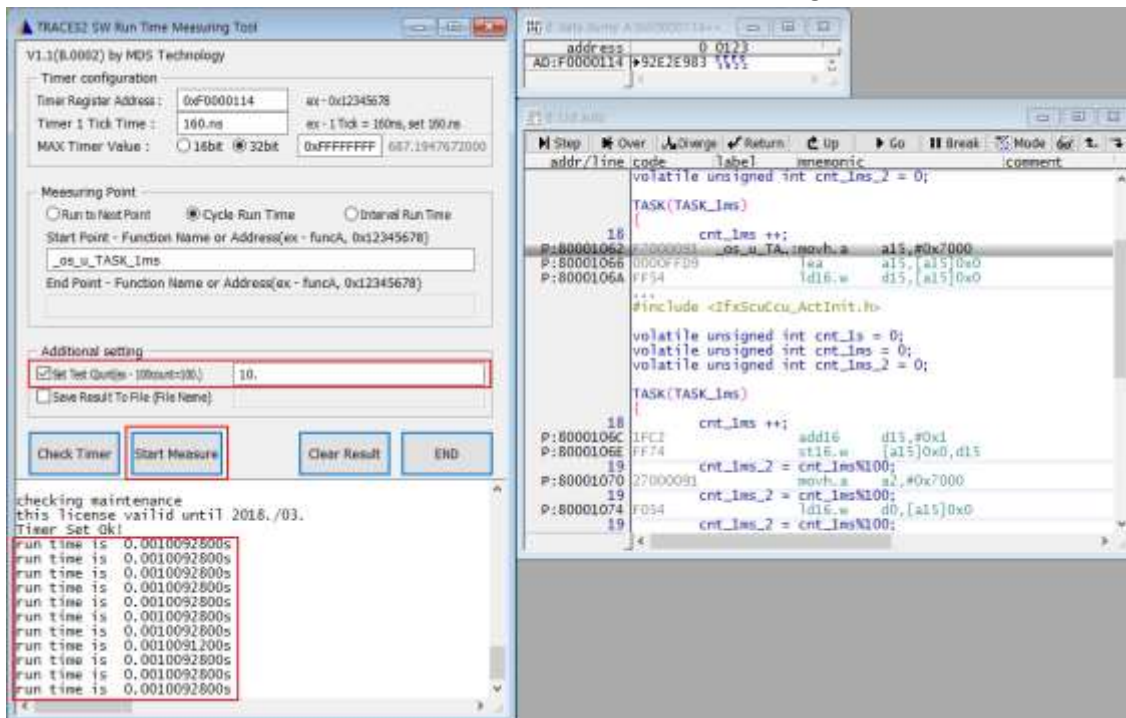 TRACE32 SW Run Time Measuring Tool
V1.1(B.0002) by MDS Technology
Timer configuration
Timer Register Address : 0xF0000114 ex - 0x12345678
Timer 1 Tick Time : 160.ns ex - 1 Tick = 160ns, set 160.ns
MAX Timer Value : 16bit 32bit 0xFFFFFFFF 687.1947672000
Measuring Point
Run to Next Point Cycle Run Time Interval Run Time
Start Point - Function Name or Address(ex - funcA, 0x12345678)
_os_u_TASK_1ms
End Point - Function Name or Address(ex - funcA, 0x12345678)
Additional setting
Set Test Count(ex - 100count=100.) 10.
Save Result To File (File Name)
Check Timer Start Measure Clear Result END
checking maintenance
this license vailid until 2018./03.
Timer Set Ok!
run time is 0.0010092800s
run time is 0.0010092800s
run time is 0.0010092800s
run time is 0.0010092800s
run time is 0.0010092800s
run time is 0.0010092800s
run time is 0.0010092800s
run time is 0.0010091200s
run time is 0.0010092800s
run time is 0.0010092800s
run time is 0.0010092800s
address 0 0123
AD:F0000114 92E2E983
Step Over Diverge Return Up Go Break Mode
addr/line code label mnemonic comment
volatile unsigned int cnt_1ms_2 = 0;
TASK(TASK_1ms)
{
18 cnt_1ms ++;
P:80001062 F7000091 _os_u_TA.:movh.a a15,#0x7000
P:80001066 0000FFD9 lea a15,[a15]0x0
P:8000106A FF54 ld16.w d15,[a15]0x0
...
#include <IfxScuCcu_ActInit.h>
volatile unsigned int cnt_1s = 0;
volatile unsigned int cnt_1ms = 0;
volatile unsigned int cnt_1ms_2 = 0;
TASK(TASK_1ms)
{
18 cnt_1ms ++;
P:8000106C 1FC2 add16 d15,#0x1
P:8000106E FF74 st16.w [a15]0x0,d15
19 cnt_1ms_2 = cnt_1ms%100;
P:80001070 27000091 movh.a a2,#0x7000
19 cnt_1ms_2 = cnt_1ms%100;
P:80001074 F054 ld16.w d0,[a15]0x0
19 cnt_1ms_2 = cnt_1ms%100;